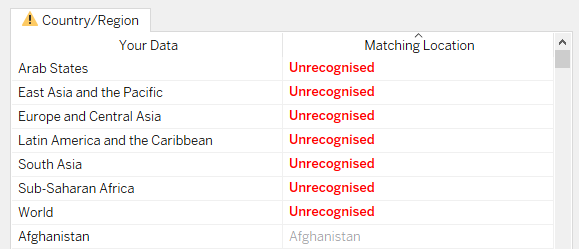 Country/Region
Your Data Matching Location
Arab States Unrecognised
East Asia and the Pacific Unrecognised
Europe and Central Asia Unrecognised
Latin America and the Caribbean Unrecognised
South Asia Unrecognised
Sub-Saharan Africa Unrecognised
World Unrecognised
Afghanistan Afghanistan